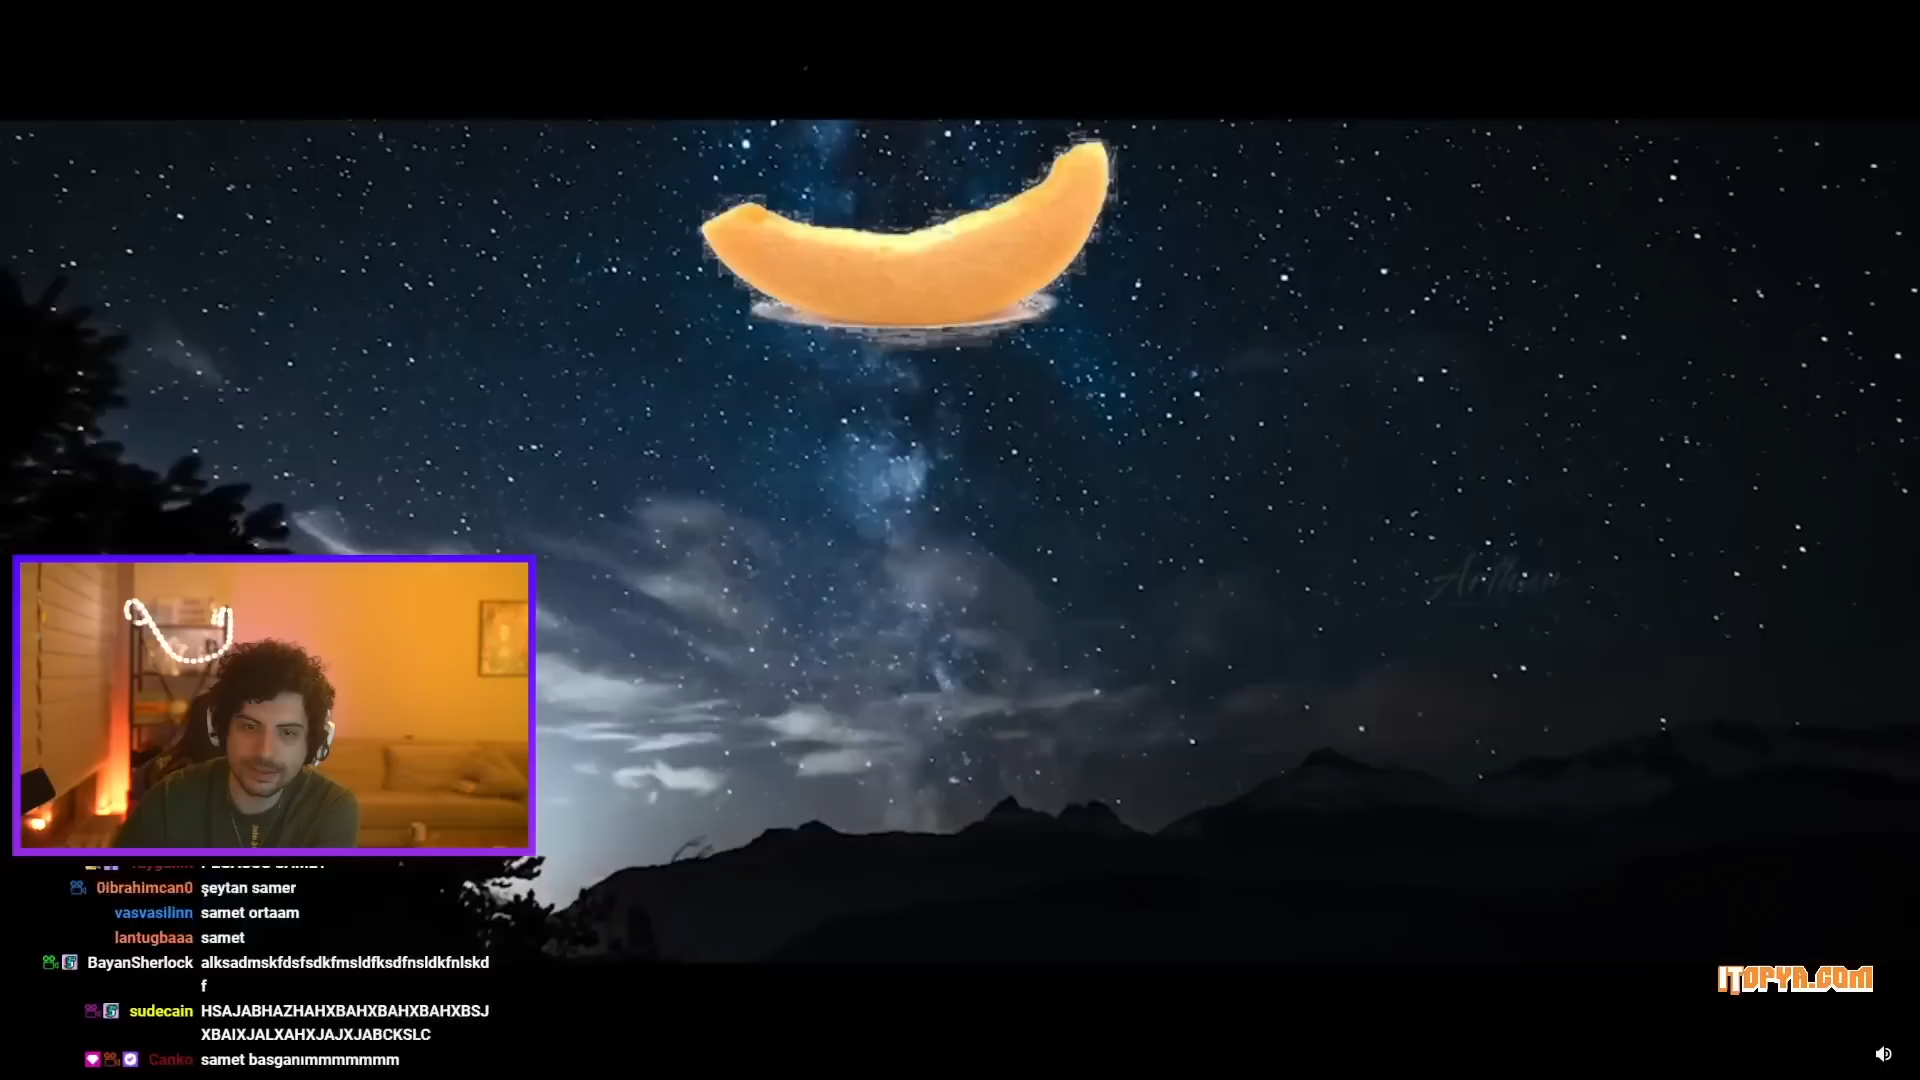 0ibrahimcan0 şeytan samer
vasvasilinn samet ortaam
lantugbaaa samet
BayanSherlock alksadmskfdsfsdkfmsldfksdfnsldkfnlskd
f
sudecain HSAJABHAZHAHXBAHXBAHXBAHXBSJ
XBAIXJALXAHXJAJXJABCKSLC
Canko samet basganımmmmmmm
ITOPYA.COM